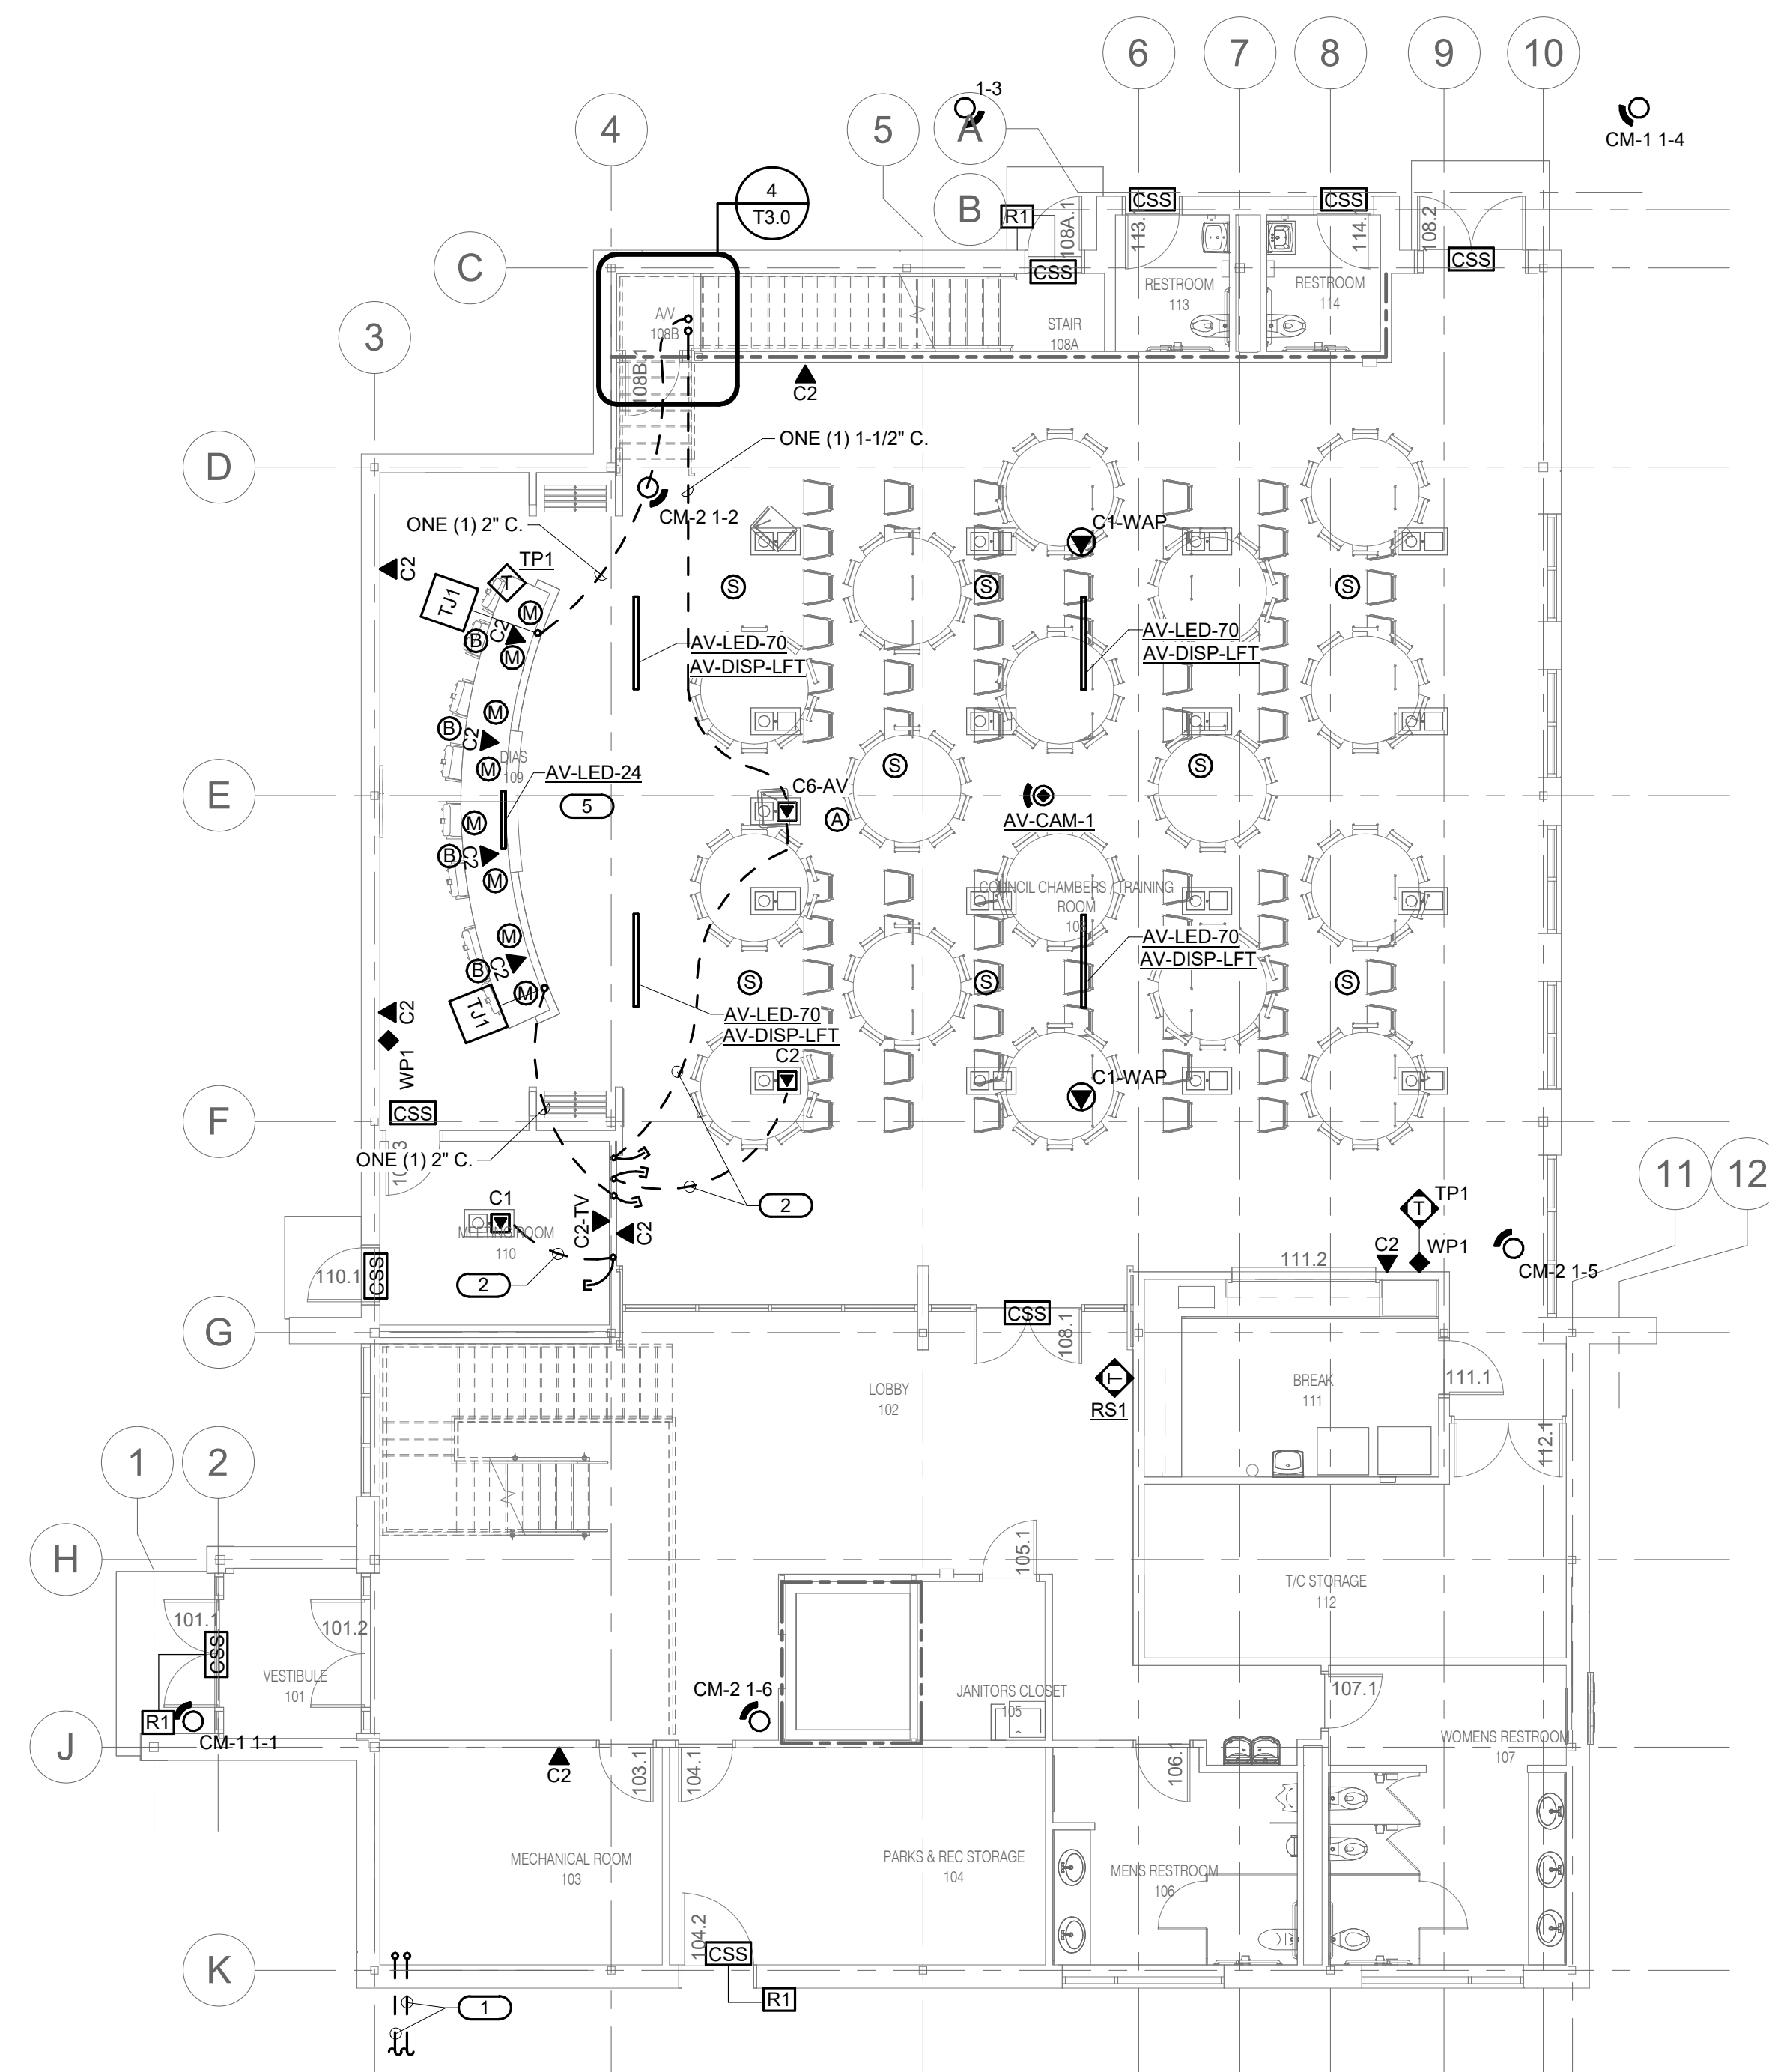 6
7
8
9
10
1-3
CM-1 1-4
4
5
A
4
T3.0
B
R1
108A.1
CSS
CSS
113.
114.
108.2
C
CSS
CSS
RESTROOM
113
RESTROOM
114
3
A/V
108B
STAIR
108A
108B.1
C2
D
ONE (1) 1-1/2" C.
CM-2 1-2
ONE (1) 2" C.
C1-WAP
C2
TP1
T
TJ1
M
S
S
S
B
C2
M
AV-LED-70
AV-DISP-LFT
AV-LED-70
AV-DISP-LFT
M
B
C2
DIAS
109
M
AV-LED-24
S
S
E
5
C6-AV
A
AV-CAM-1
M
B
C2
M
COUNCIL CHAMBERS / TRAINING
ROOM
M
AV-LED-70
AV-DISP-LFT
B
C2
M
S
S
S
TJ1
C2
AV-LED-70
AV-DISP-LFT
C2
WP1
C1-WAP
CSS
F
ONE (1) 2" C.
11
12
C1
2
TP1
T
C2-TV
C2
MEETING ROOM
110
C2
WP1
CM-2 1-5
110.1
CSS
2
111.2
G
CSS
108.1
T
RS1
LOBBY
102
BREAK
111
111.1
112.1
1
2
H
105.1
T/C STORAGE
112
101.1
101.2
CSS
VESTIBULE
101
CM-2 1-6
JANITORS CLOSET
105
107.1
R1
CM-1 1-1
J
WOMENS RESTROOM
107
C2
103.1
104.1
106.1
MECHANICAL ROOM
103
PARKS & REC STORAGE
104
MENS RESTROOM
106
104.2
CSS
K
R1
1